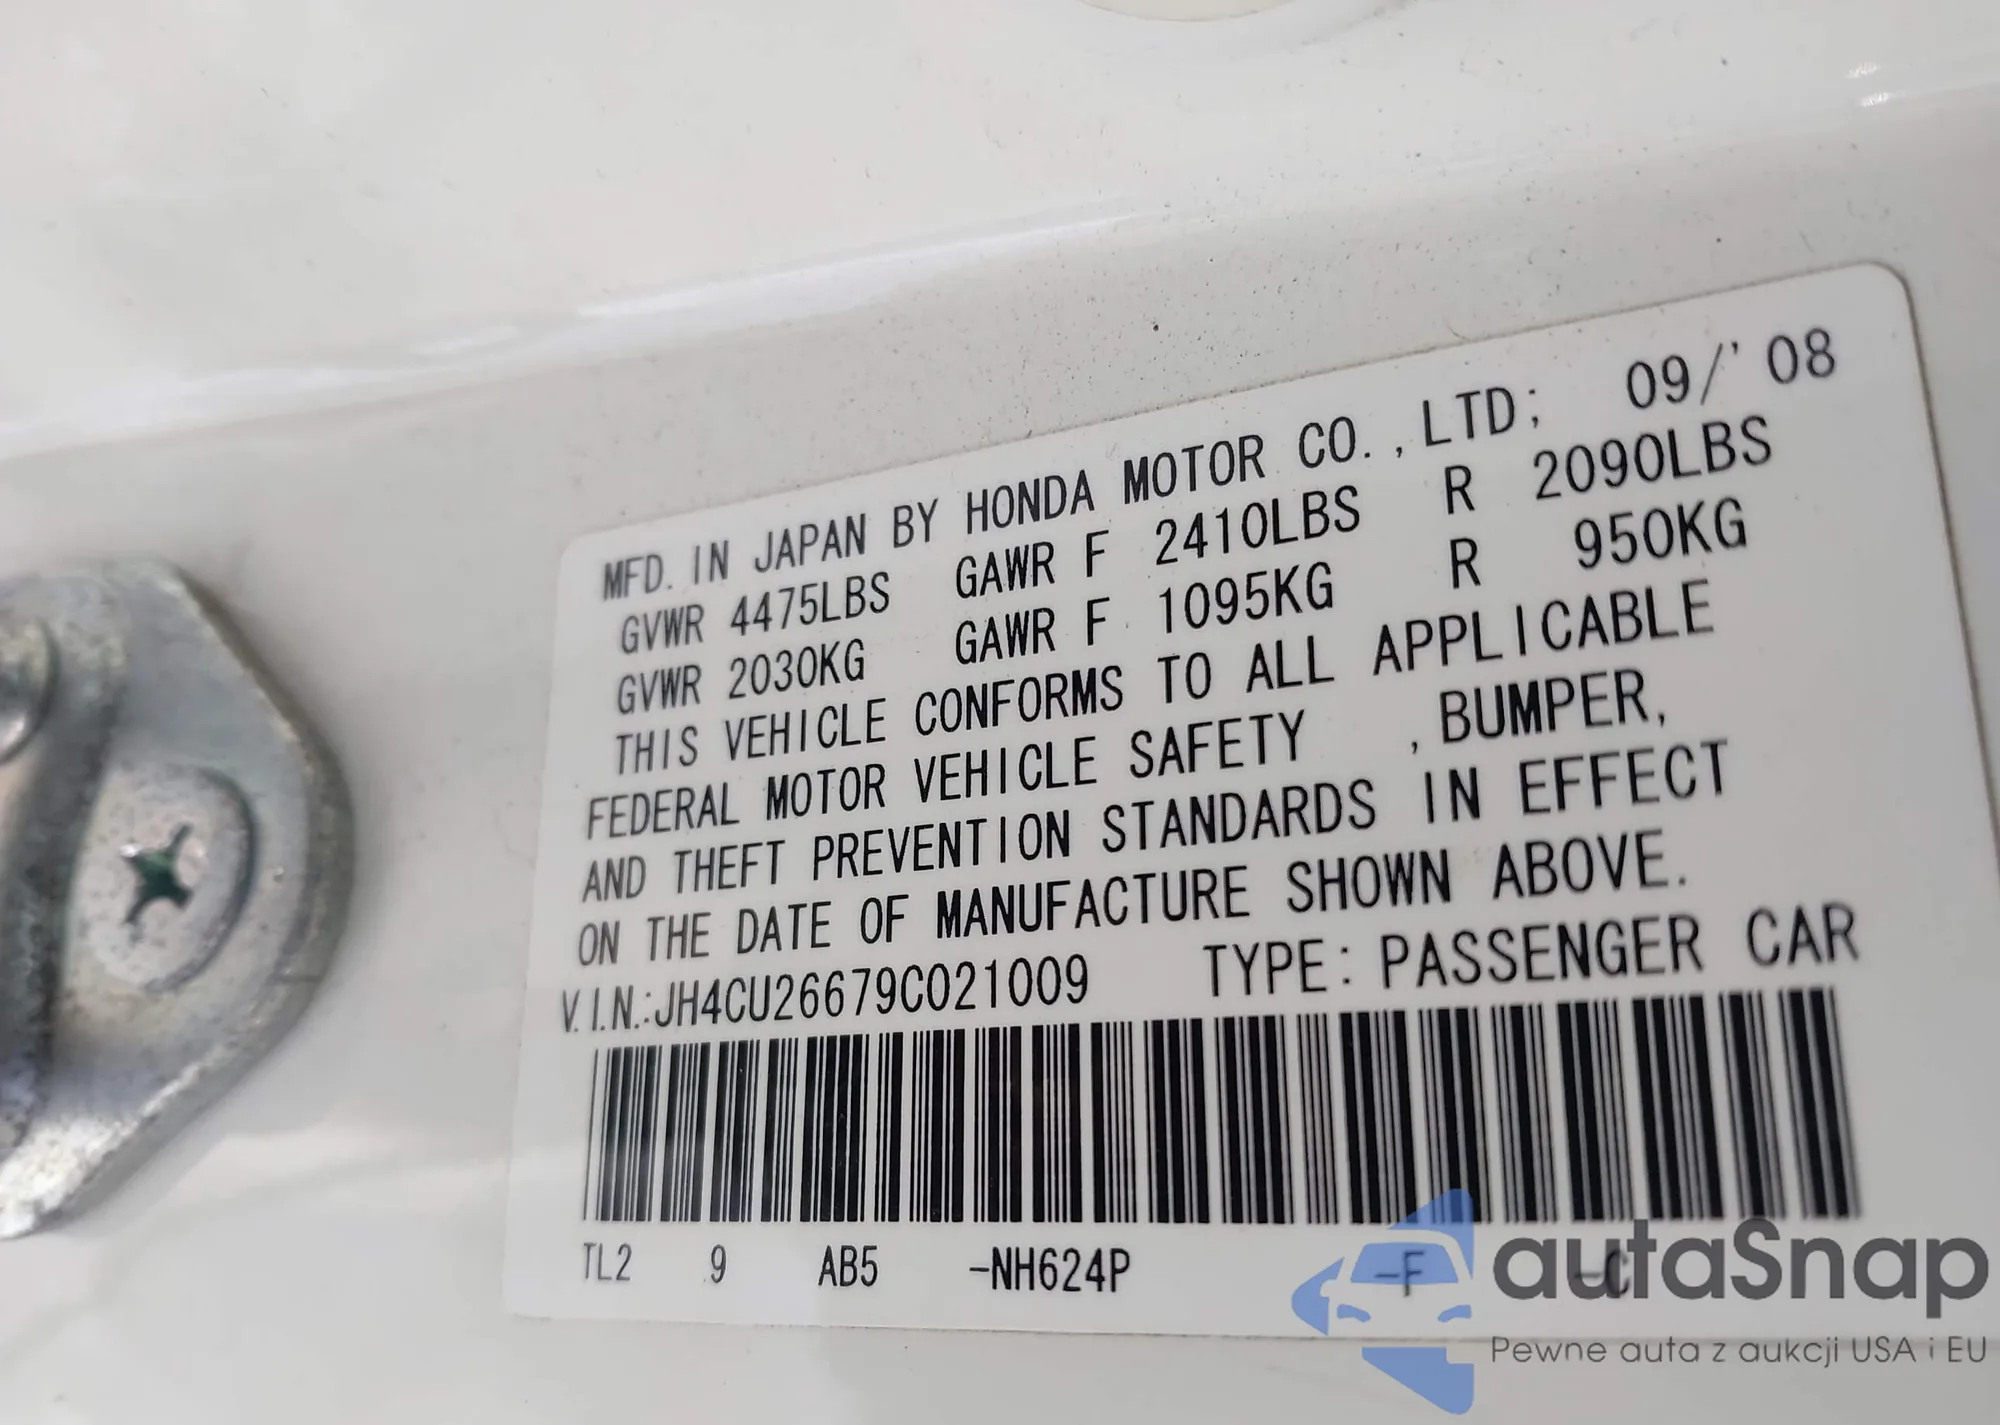 MFD. IN JAPAN BY HONDA MOTOR CO.,LTD; 09/'08
GVWR 4475LBS GAWR F 2410LBS R 2090LBS
GVWR 2030KG GAWR F 1095KG R 950KG
THIS VEHICLE CONFORMS TO ALL APPLICABLE
FEDERAL MOTOR VEHICLE SAFETY ,BUMPER,
AND THEFT PREVENTION STANDARDS IN EFFECT
ON THE DATE OF MANUFACTURE SHOWN ABOVE.
V.I.N.:JH4CU26679C021009 TYPE: PASSENGER CAR
TL2 9 AB5 -NH624P -F -C
autaSnap
Pewne auta z aukcji USA i EU